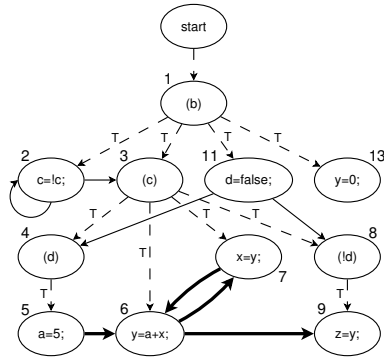 start
1
(b)
T T T T
2 3 11 13
c=!c; (c) d=false; y=0;
T T T T
4 8
(d) x=y; (!d)
7
T T
5 6 9
a=5; y=a+x; z=y;